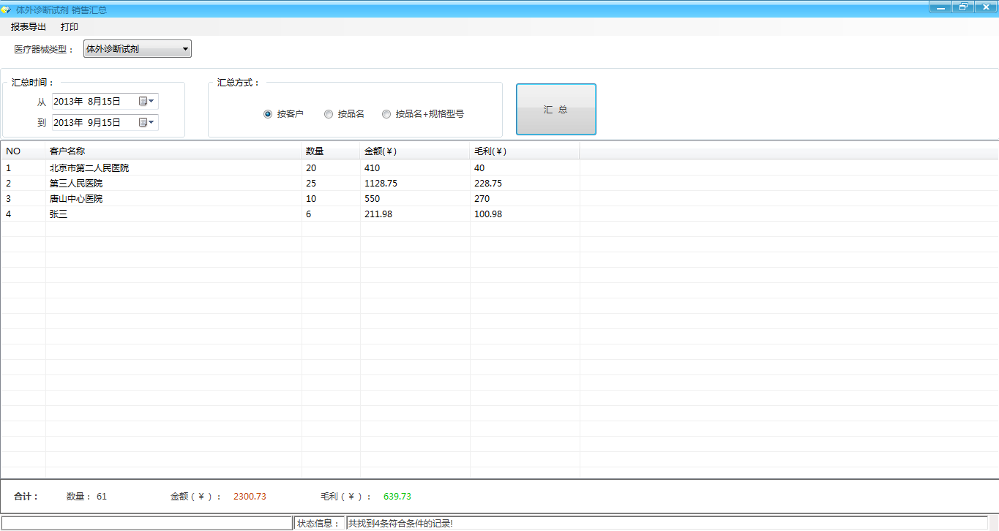 体外诊断试剂 销售汇总
报表导出 打印
医疗器械类型： 体外诊断试剂
汇总时间： 汇总方式：
从 2013年 8月15日
按客户 按品名 按品名+规格型号 汇 总
到 2013年 9月15日
NO 客户名称 数量 金额(￥) 毛利(￥)
1 北京市第二人民医院 20 410 40
2 第三人民医院 25 1128.75 228.75
3 唐山中心医院 10 550 270
4 张三 6 211.98 100.98
合计： 数量： 61 金额（￥）： 2300.73 毛利（￥）： 639.73
状态信息： 共找到4条符合条件的记录!